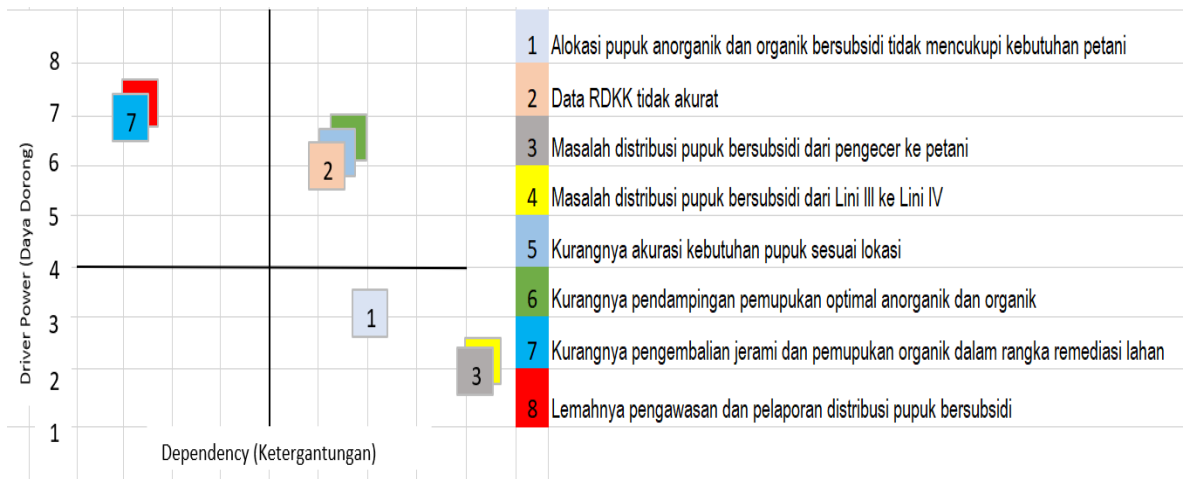 8
7
6
5
4
3
2
1
Driver Power (Daya Dorong)
7
2
1
3
Dependency (Ketergantungan)
1 Alokasi pupuk anorganik dan organik bersubsidi tidak mencukupi kebutuhan petani
2 Data RDKK tidak akurat
3 Masalah distribusi pupuk bersubsidi dari pengecer ke petani
4 Masalah distribusi pupuk bersubsidi dari Lini III ke Lini IV
5 Kurangnya akurasi kebutuhan pupuk sesuai lokasi
6 Kurangnya pendampingan pemupukan optimal anorganik dan organik
7 Kurangnya pengembalian jerami dan pemupukan organik dalam rangka remediasi lahan
8 Lemahnya pengawasan dan pelaporan distribusi pupuk bersubsidi